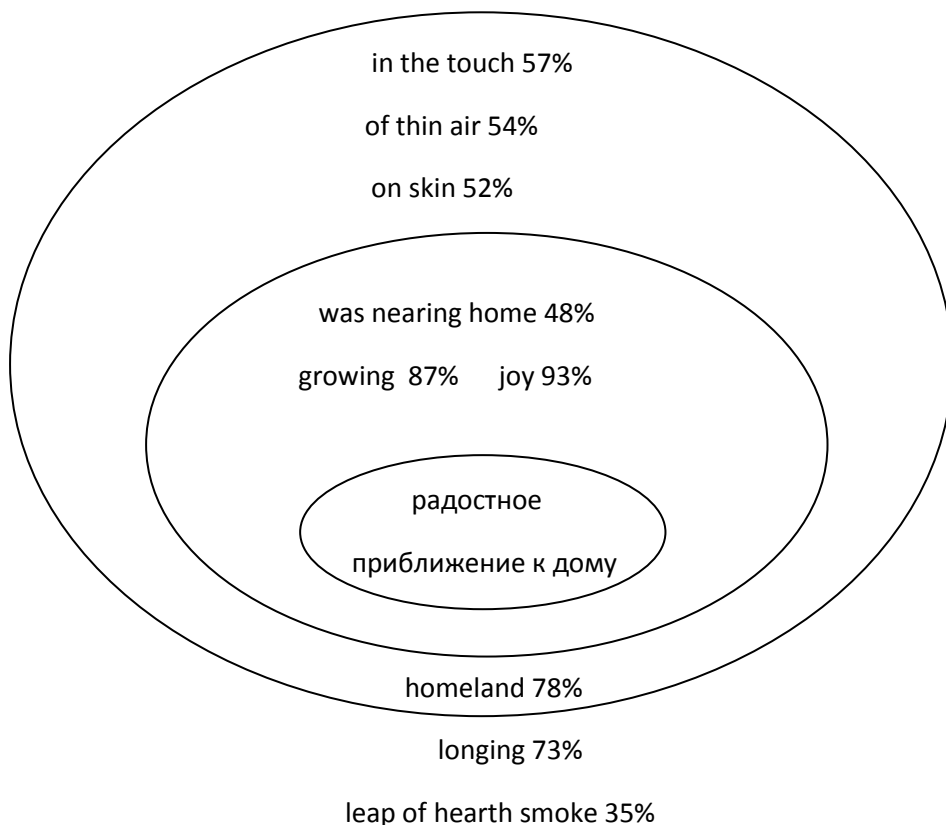 in the touch 57%
of thin air 54%
on skin 52%
was nearing home 48%
growing 87% joy 93%
радостное
приближение к дому
homeland 78%
longing 73%
leap of hearth smoke 35%